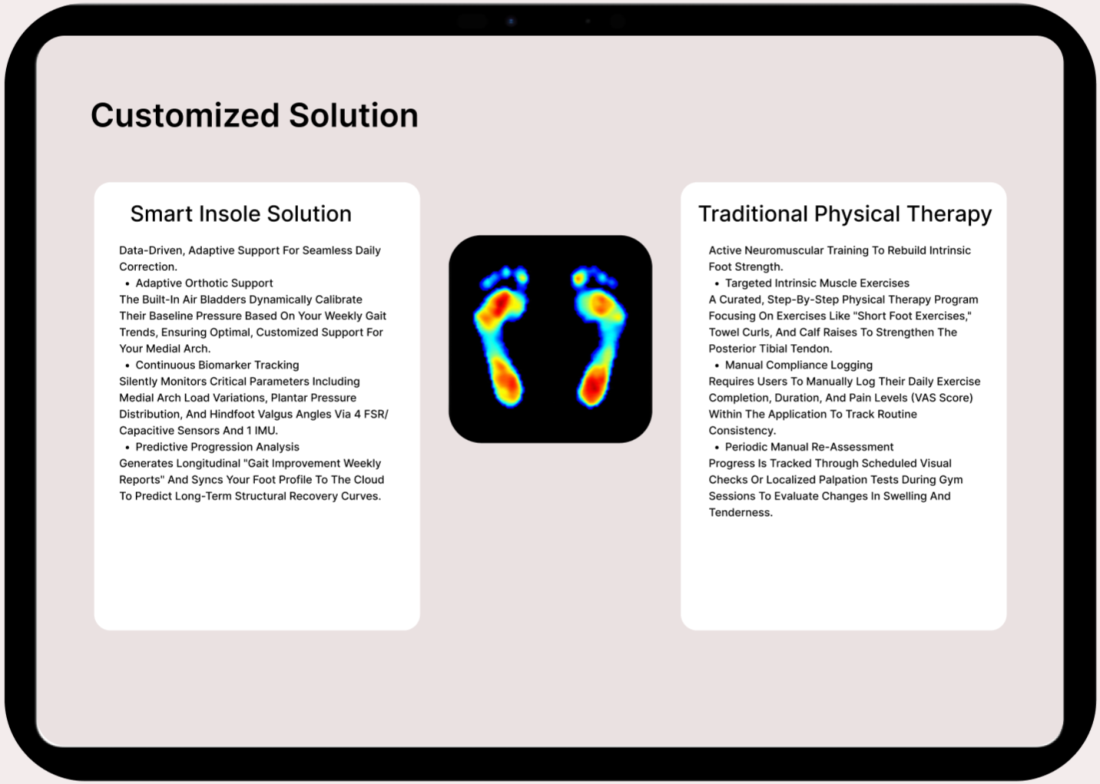 Customized Solution
Smart Insole Solution
Data-Driven, Adaptive Support For Seamless Daily
Correction.
• Adaptive Orthotic Support
The Built-In Air Bladders Dynamically Calibrate
Their Baseline Pressure Based On Your Weekly Gait
Trends, Ensuring Optimal, Customized Support For
Your Medial Arch.
• Continuous Biomarker Tracking
Silently Monitors Critical Parameters Including
Medial Arch Load Variations, Plantar Pressure
Distribution, And Hindfoot Valgus Angles Via 4 FSR/
Capacitive Sensors And 1 IMU.
• Predictive Progression Analysis
Generates Longitudinal "Gait Improvement Weekly
Reports" And Syncs Your Foot Profile To The Cloud
To Predict Long-Term Structural Recovery Curves.
Traditional Physical Therapy
Active Neuromuscular Training To Rebuild Intrinsic
Foot Strength.
• Targeted Intrinsic Muscle Exercises
A Curated, Step-By-Step Physical Therapy Program
Focusing On Exercises Like "Short Foot Exercises,"
Towel Curls, And Calf Raises To Strengthen The
Posterior Tibial Tendon.
• Manual Compliance Logging
Requires Users To Manually Log Their Daily Exercise
Completion, Duration, And Pain Levels (VAS Score)
Within The Application To Track Routine
Consistency.
• Periodic Manual Re-Assessment
Progress Is Tracked Through Scheduled Visual
Checks Or Localized Palpation Tests During Gym
Sessions To Evaluate Changes In Swelling And
Tenderness.